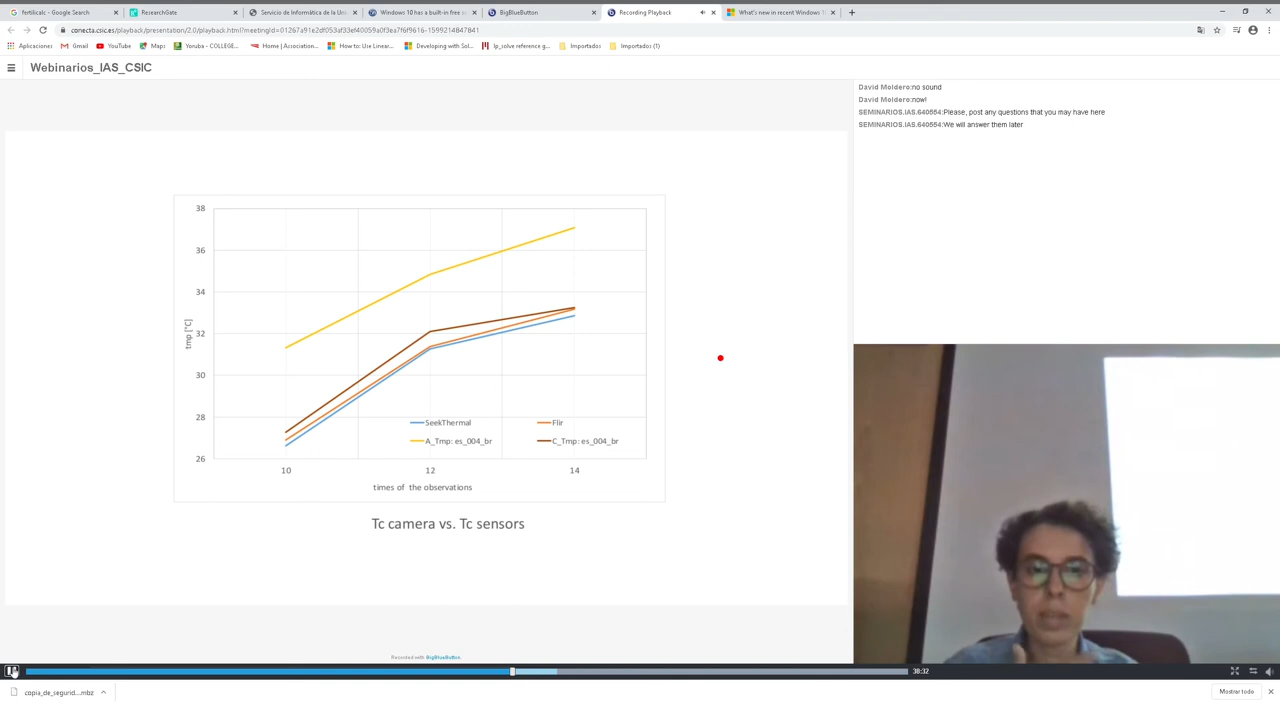 fertilicalc - Google Search
ResearchGate
Servicio de Informática de la Uni
Windows 10 has a built-in free s
BigBlueButton
Recording Playback
What's new in recent Windows 1
conecta.csic.es/playback/presentation/2.0/playback.html?meetingId=01267a91e2df053af33ef40059a0f3ea7f6f9616-1599214847841
Aplicaciones
Gmail
YouTube
Maps
Yoruba - COLLEGE...
Home | Association...
How to: Use Linear...
Developing with Sol...
lp_solve reference g...
Importados
Importados (1)
Webinarios_IAS_CSIC
David Moldero:no sound
David Moldero:now!
SEMINARIOS.IAS.640554:Please, post any questions that you may have here
SEMINARIOS.IAS.640554:We will answer them later
38
36
34
32
30
28
26
tmp [°C]
SeekThermal
Flir
A_Tmp: es_004_br
C_Tmp: es_004_br
10
12
14
times of the observations
Tc camera vs. Tc sensors
Recorded with BigBlueButton
38:32
copia_de_segurid....mbz
Mostrar todo